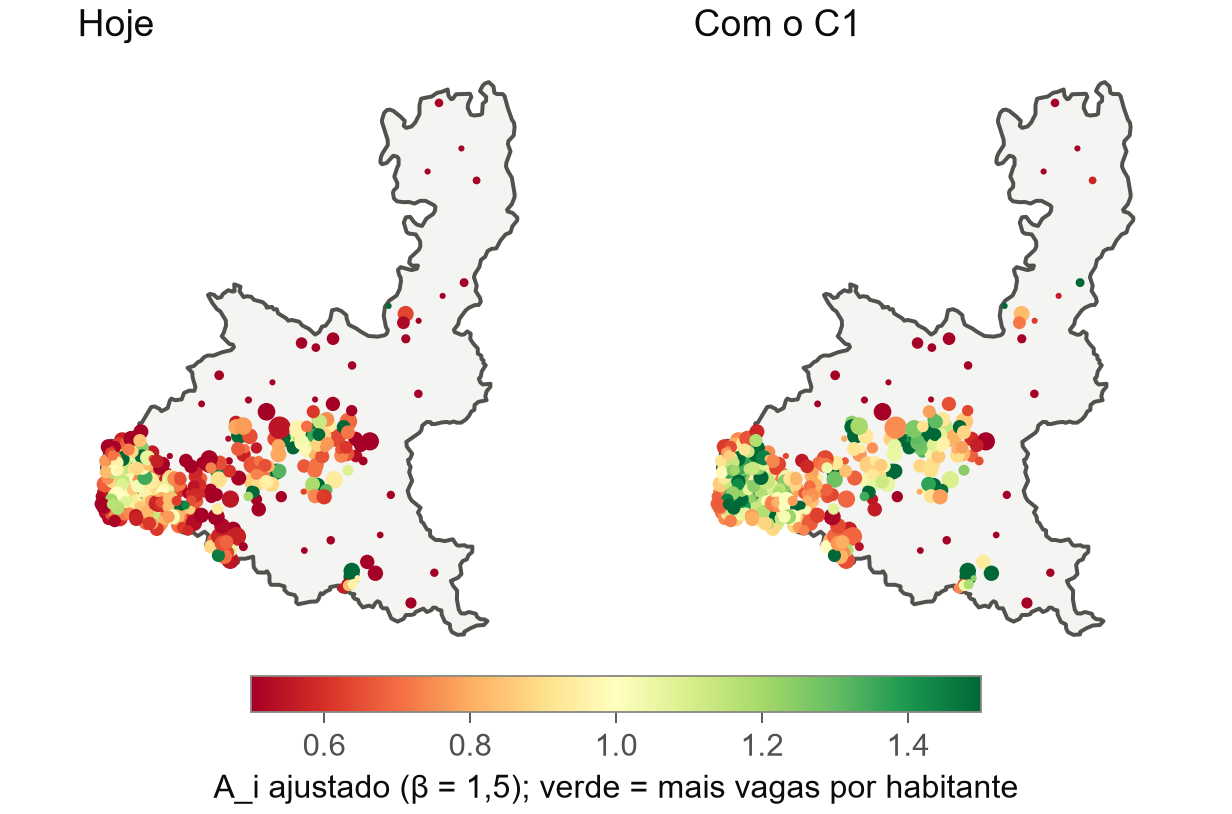 Hoje
Com o C1
0.6 0.8 1.0 1.2 1.4
A_i ajustado (β = 1,5); verde = mais vagas por habitante